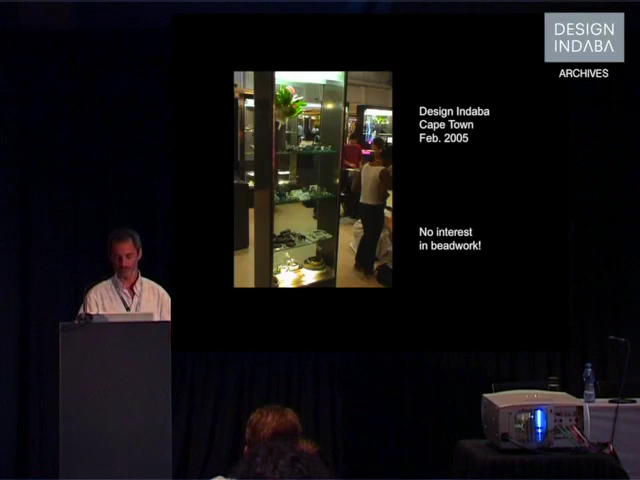 DESIGN
INDABA
ARCHIVES
Design Indaba
Cape Town
Feb. 2005
No interest
in beadwork!